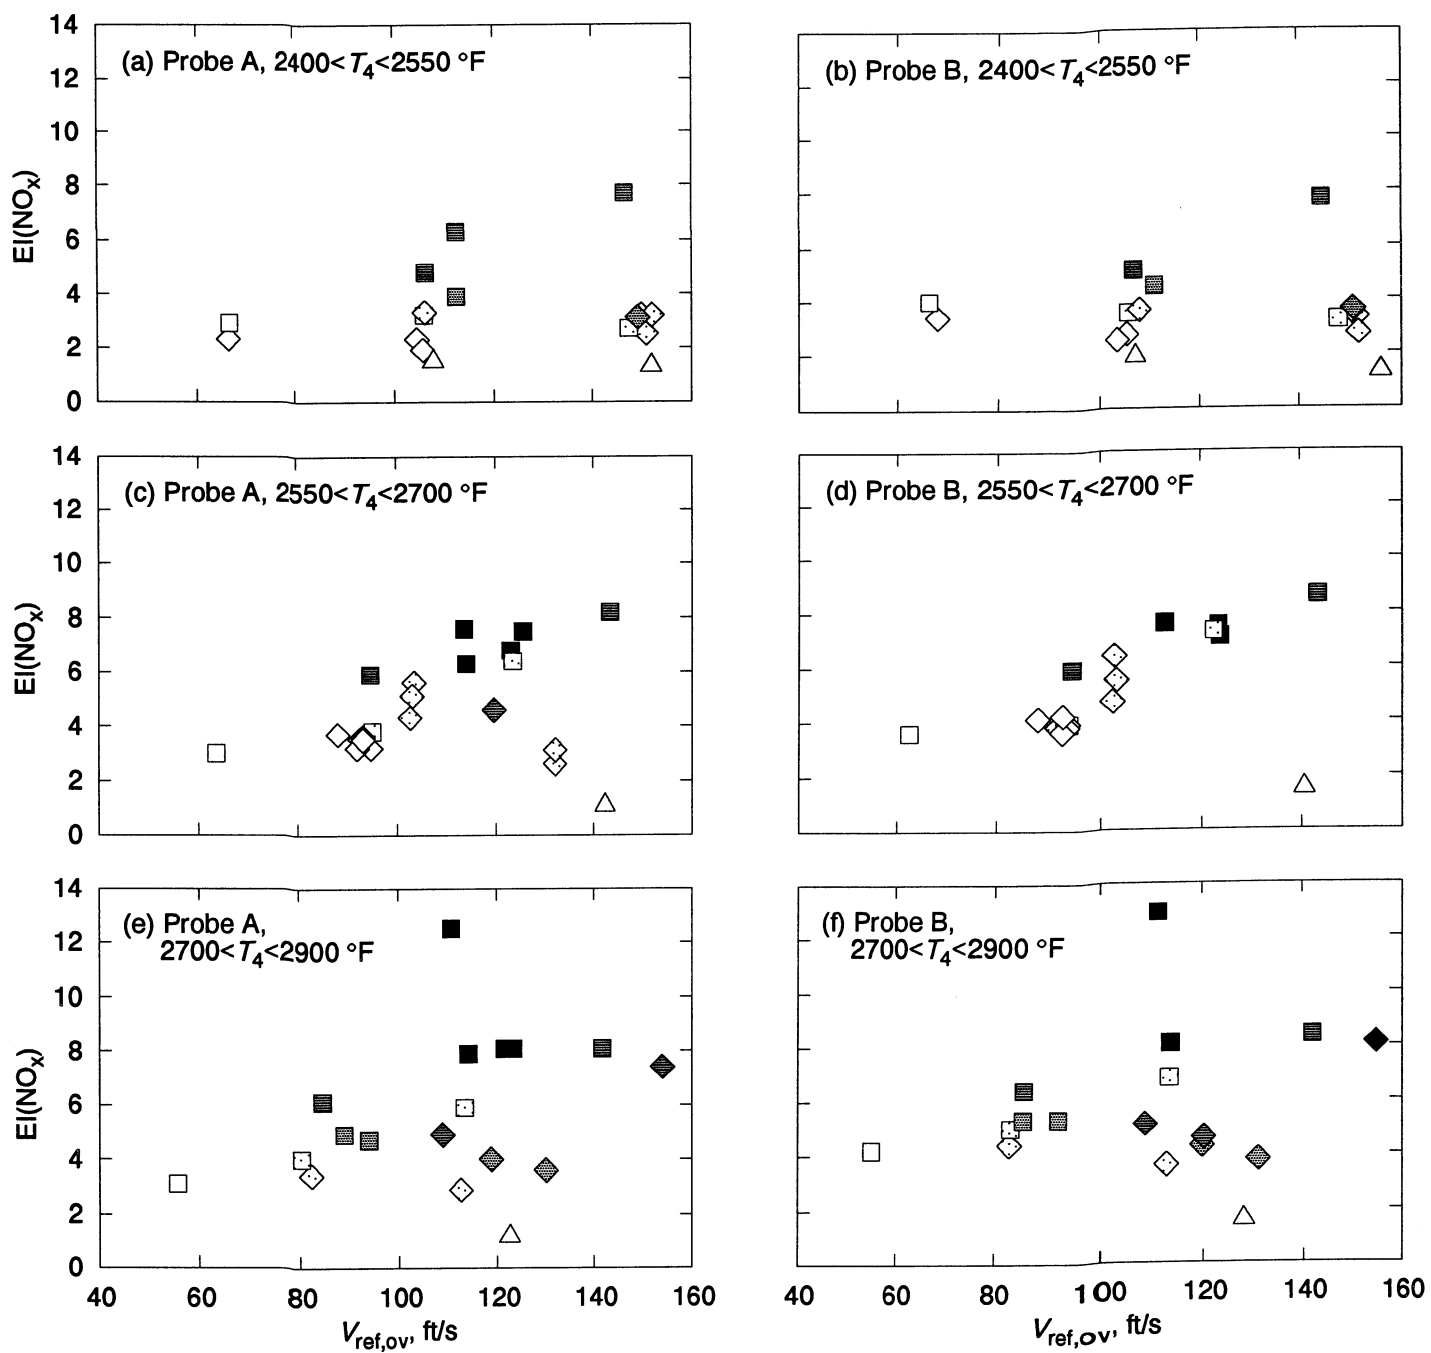 14
12
10
8
6
4
2
0
EI(NOx)
(a) Probe A, 2400<T4<2550 °F
(b) Probe B, 2400<T4<2550 °F
14
12
10
8
6
4
2
0
EI(NOx)
(c) Probe A, 2550<T4<2700 °F
(d) Probe B, 2550<T4<2700 °F
14
12
10
8
6
4
2
0
EI(NOx)
(e) Probe A,
2700<T4<2900 °F
(f) Probe B,
2700<T4<2900 °F
40 60 80 100 120 140 160
Vref,ov, ft/s
40 60 80 100 120 140 160
Vref,ov, ft/s